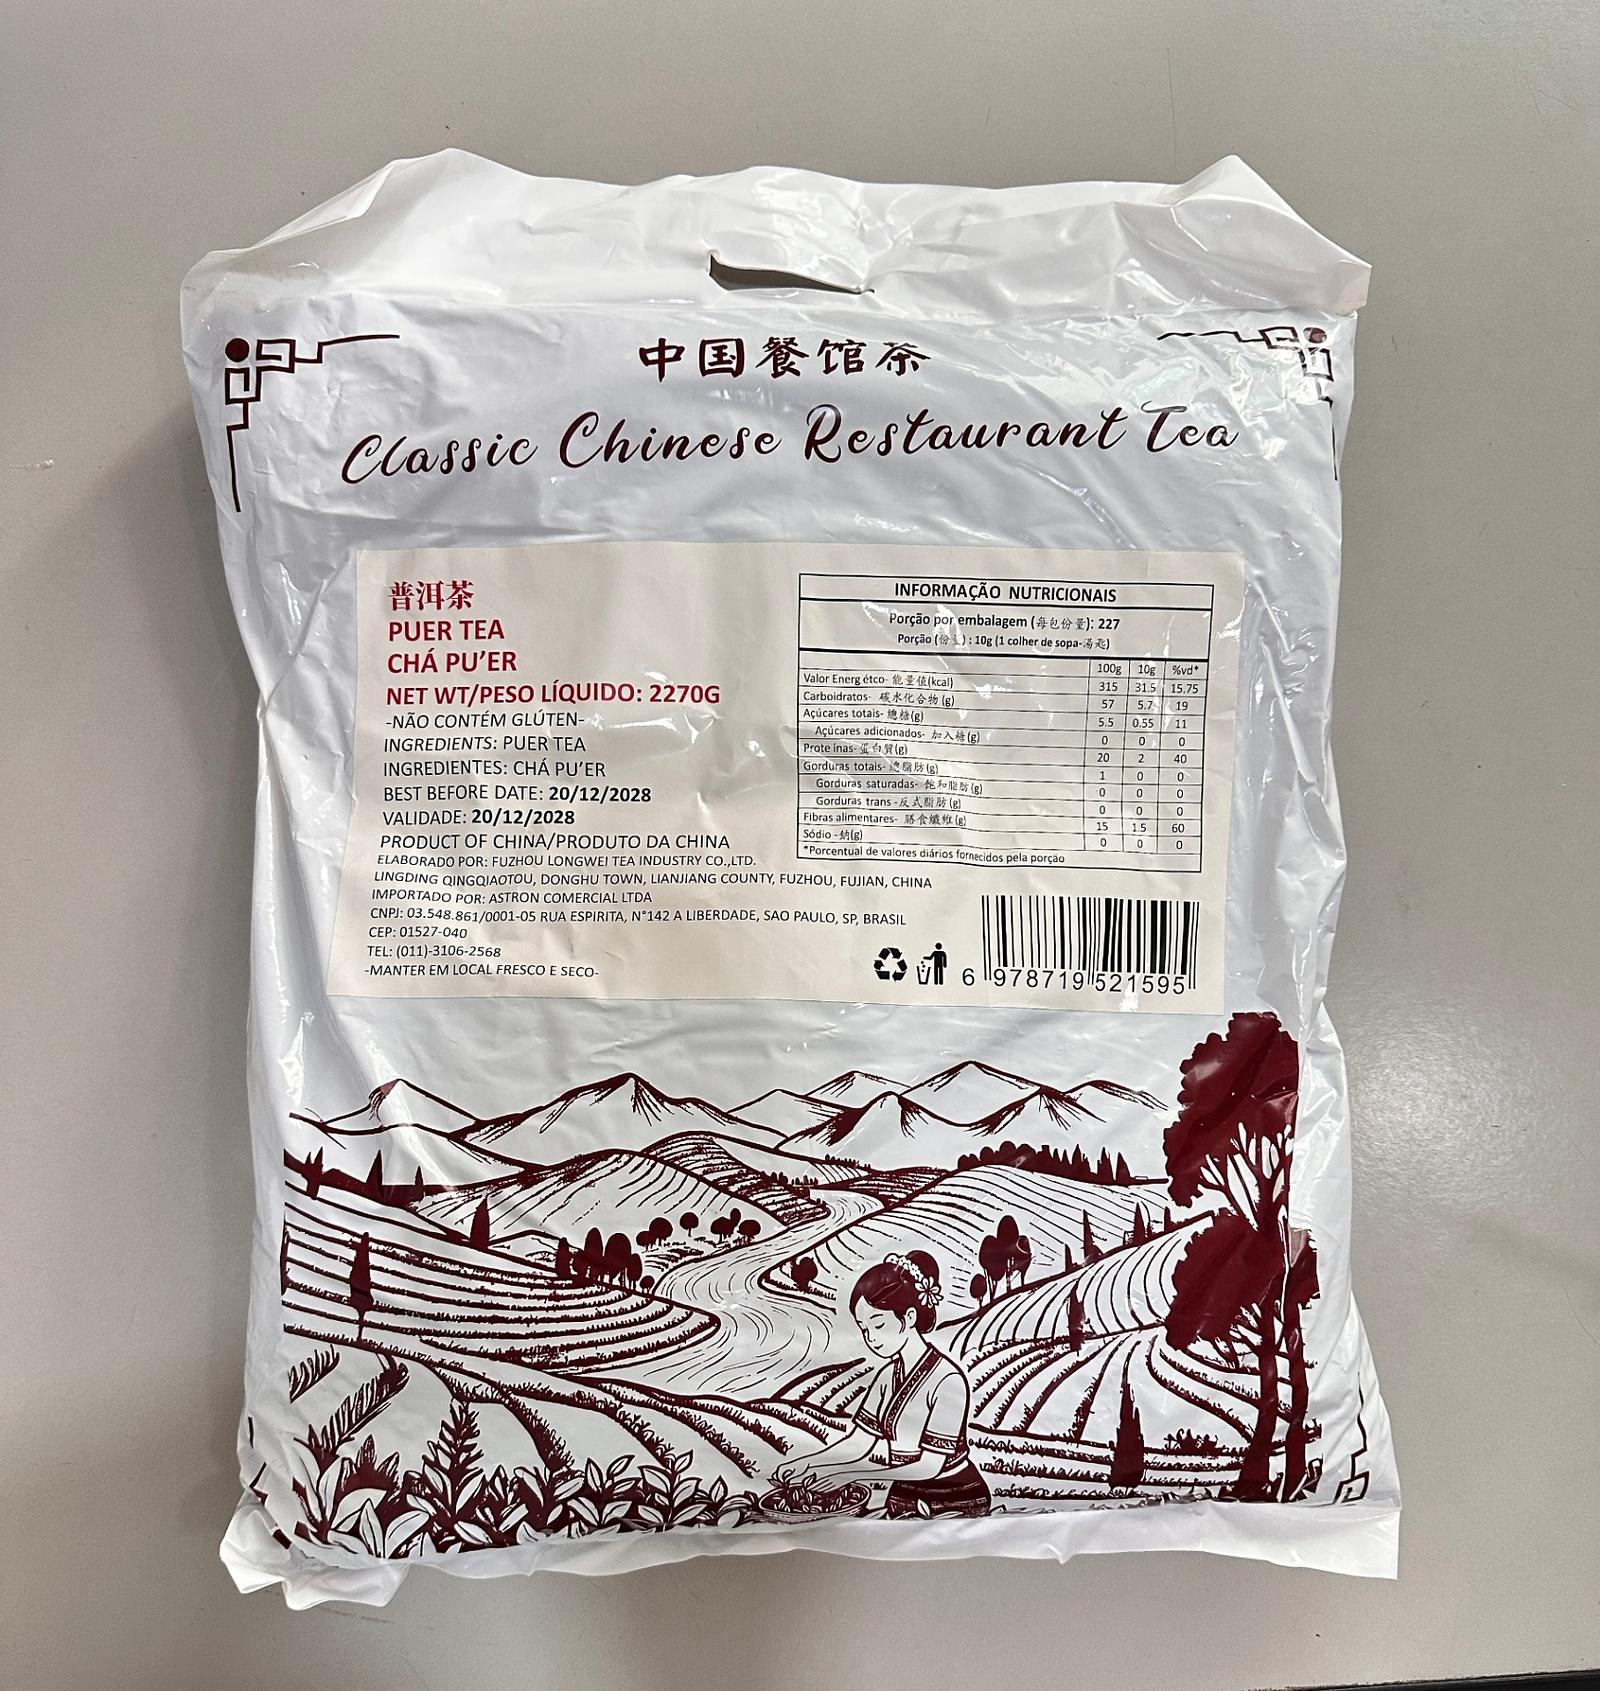 中国餐馆茶
Classic Chinese Restaurant Tea
普洱茶
PUER TEA
CHÁ PU’ER
NET WT/PESO LÍQUIDO: 2270G
-NÃO CONTÉM GLÚTEN-
INGREDIENTS: PUER TEA
INGREDIENTES: CHÁ PU’ER
BEST BEFORE DATE: 20/12/2028
VALIDADE: 20/12/2028
PRODUCT OF CHINA/PRODUTO DA CHINA
ELABORADO POR: FUZHOU LONGWEI TEA INDUSTRY CO.,LTD.
LINGDING QINGQIAOTOU, DONGHU TOWN, LIANJIANG COUNTY, FUZHOU, FUJIAN, CHINA
IMPORTADO POR: ASTRON COMERCIAL LTDA
CNPJ: 03.548.861/0001-05 RUA ESPIRITA, N°142 A LIBERDADE, SAO PAULO, SP, BRASIL
CEP: 01527-040
TEL: (011)-3106-2568
-MANTER EM LOCAL FRESCO E SECO-
INFORMAÇÃO NUTRICIONAIS
Porção por embalagem (每包份量): 227
Porção (份量) : 10g (1 colher de sopa-湯匙)
100g 10g %vd*
Valor Energ étco- 能量值(kcal) 315 31.5 15.75
Carboidratos- 碳水化合物 (g) 57 5.7 19
Açúcares totais- 總糖(g) 5.5 0.55 11
Açúcares adicionados- 加入糖(g) 0 0 0
Prote ínas- 蛋白質(g) 20 2 40
Gorduras totais- 總脂肪(g) 1 0 0
Gorduras saturadas- 飽和脂肪(g) 0 0 0
Gorduras trans -反式脂肪(g) 0 0 0
Fibras alimentares- 膳食纖維(g) 15 1.5 60
Sódio -鈉(g) 0 0 0
*Porcentual de valores diários fornecidos pela porção
6 978719 521595